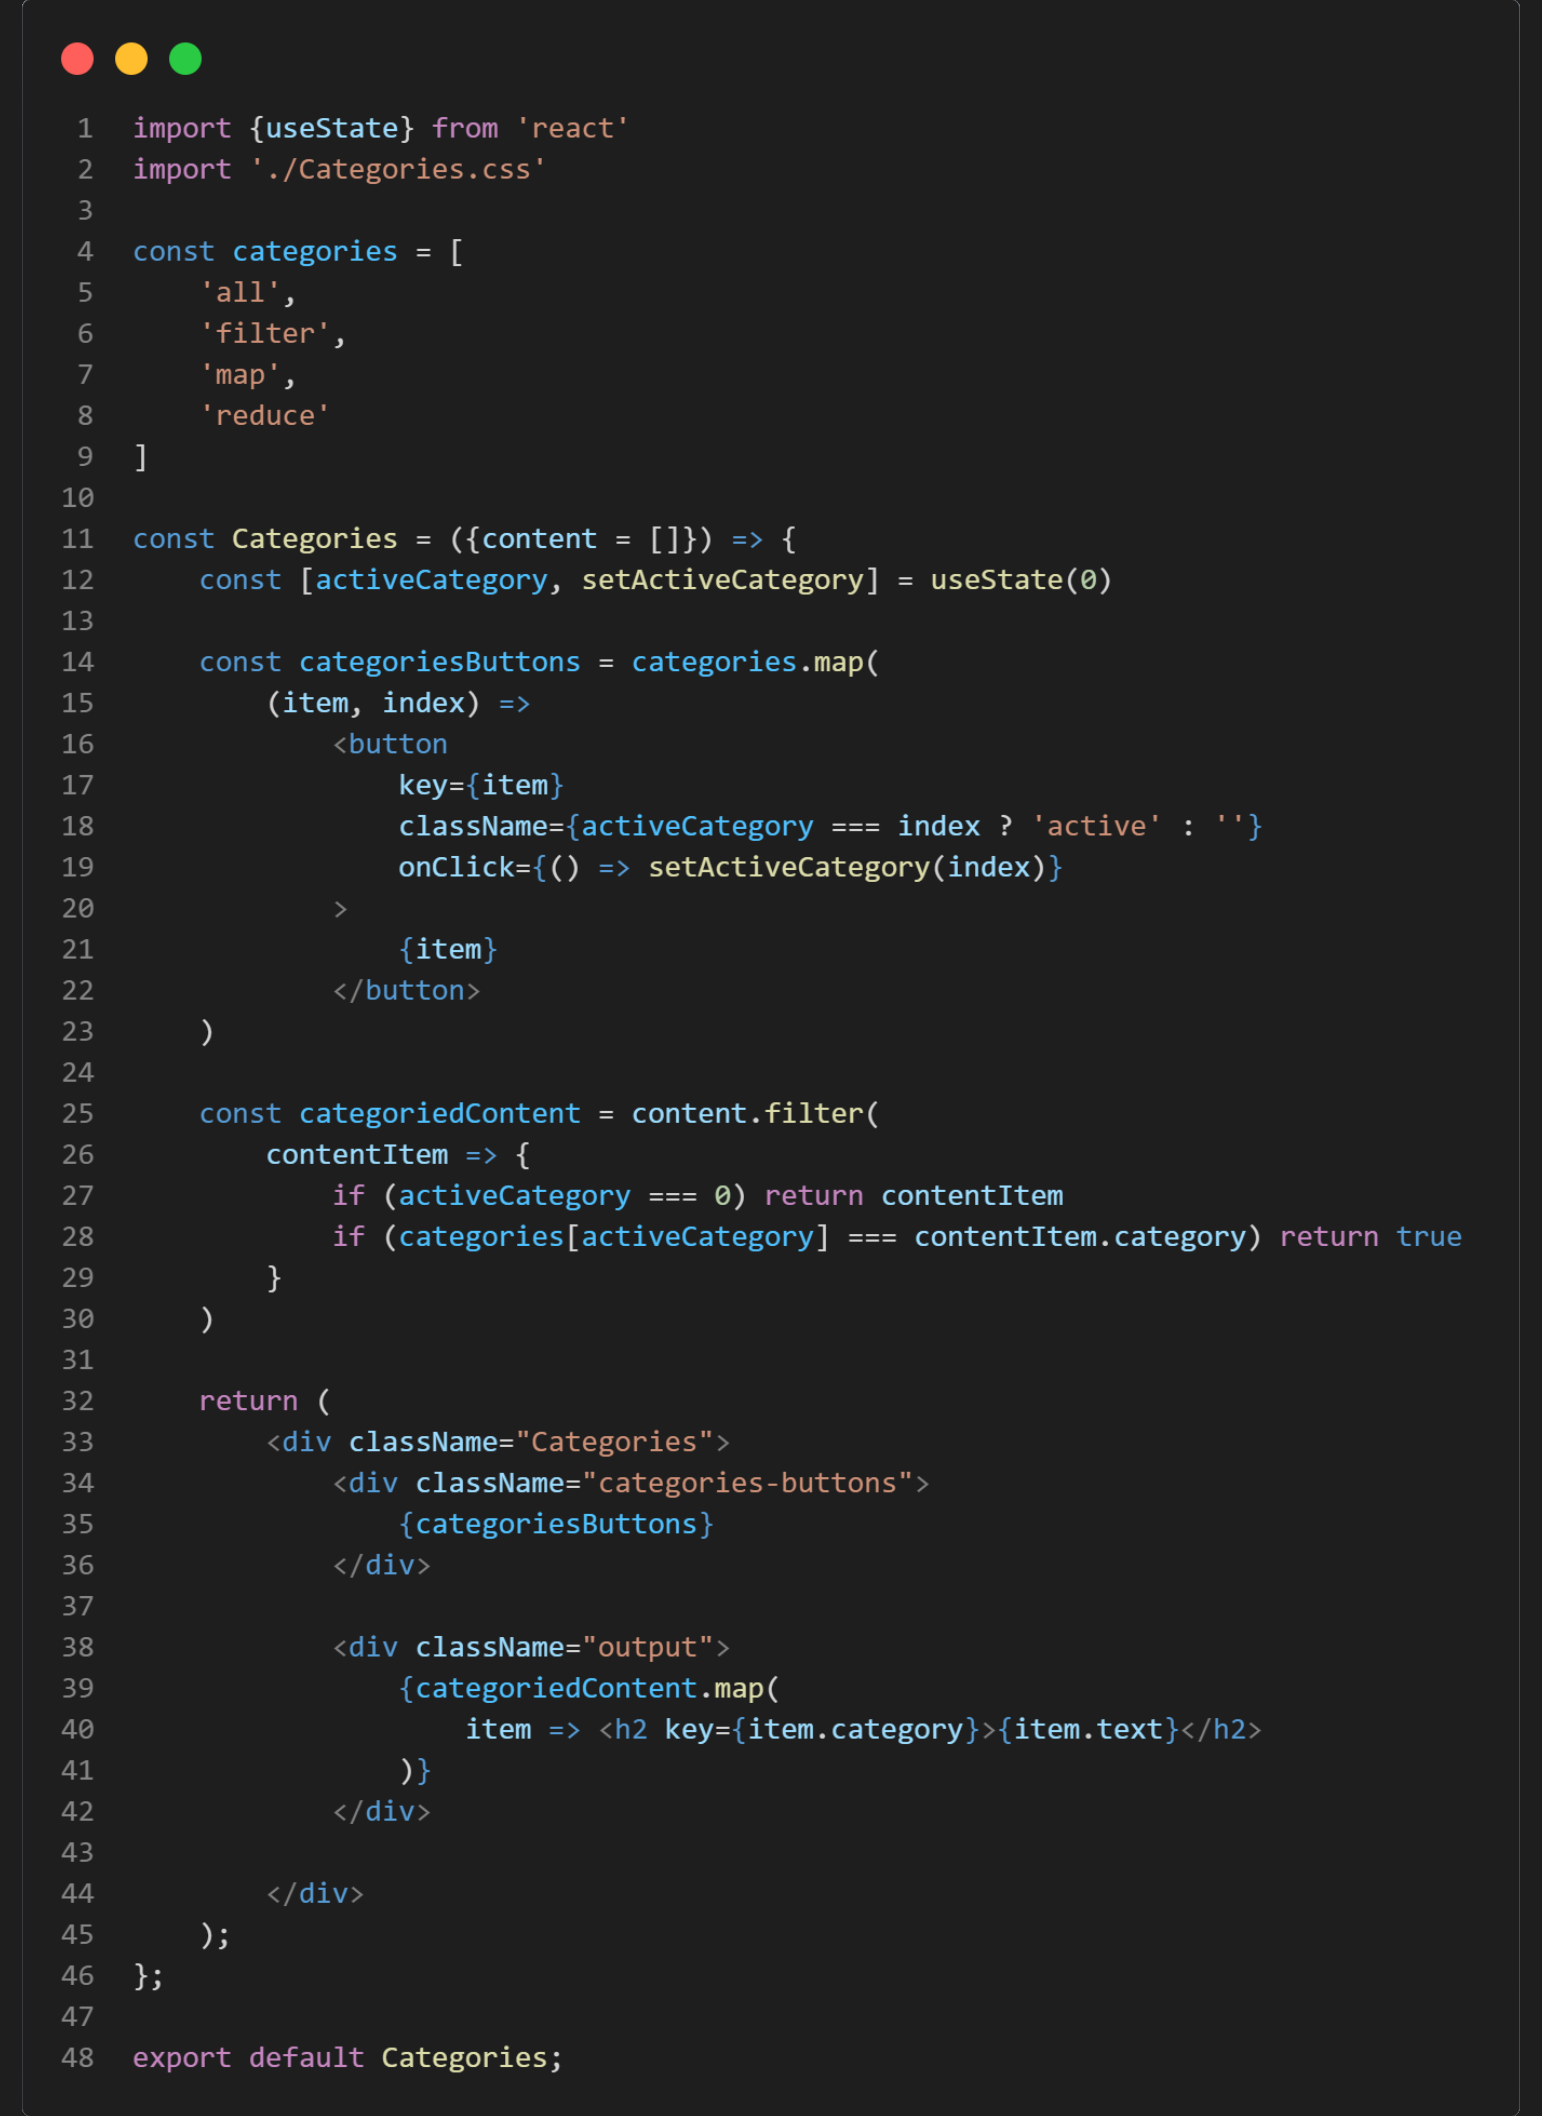 1 import {useState} from 'react'
2 import './Categories.css'
3
4 const categories = [
5     'all',
6     'filter',
7     'map',
8     'reduce'
9 ]
10
11 const Categories = ({content = []}) => {
12     const [activeCategory, setActiveCategory] = useState(0)
13
14     const categoriesButtons = categories.map(
15         (item, index) =>
16             <button
17                 key={item}
18                 className={activeCategory === index ? 'active' : ''}
19                 onClick={() => setActiveCategory(index)}
20             >
21                 {item}
22             </button>
23     )
24
25     const categoriedContent = content.filter(
26         contentItem => {
27             if (activeCategory === 0) return contentItem
28             if (categories[activeCategory] === contentItem.category) return true
29         }
30     )
31
32     return (
33         <div className="Categories">
34             <div className="categories-buttons">
35                 {categoriesButtons}
36             </div>
37
38             <div className="output">
39                 {categoriedContent.map(
40                     item => <h2 key={item.category}>{item.text}</h2>
41                 )}
42             </div>
43
44         </div>
45     );
46 };
47
48 export default Categories;